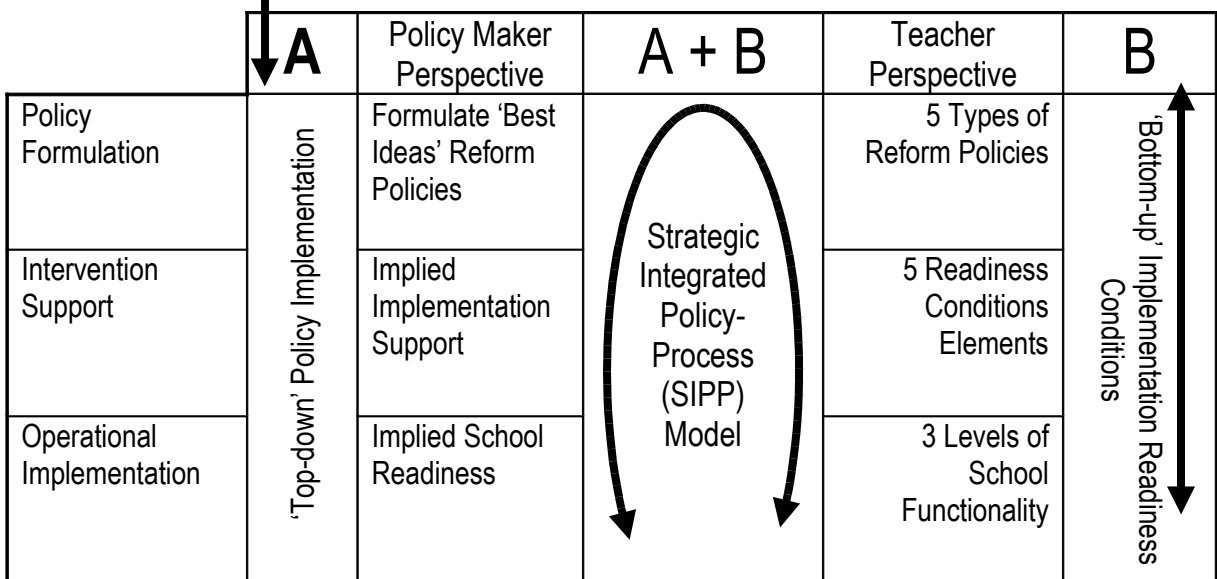 A
Policy Maker
Perspective
A + B
Teacher
Perspective
B
Policy
Formulation
‘Top-down’ Policy Implementation
Formulate ‘Best
Ideas’ Reform
Policies
Strategic
Integrated
Policy-
Process
(SIPP)
Model
5 Types of
Reform Policies
‘Bottom-up’ Implementation Readiness
Conditions
Intervention
Support
Implied
Implementation
Support
5 Readiness
Conditions
Elements
Operational
Implementation
Implied School
Readiness
3 Levels of
School
Functionality